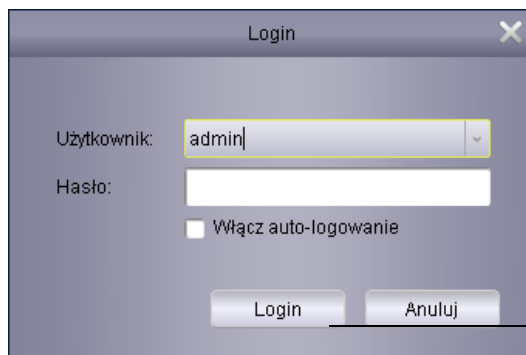 Login
Użytkownik: admin
Hasło:
Włącz auto-logowanie
Login Anuluj